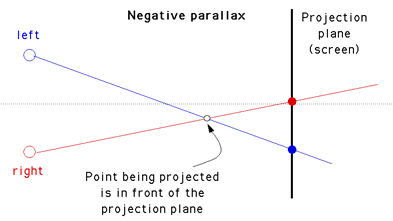 Negative parallax
Projection
plane
(screen)
left
right
Point being projected
is in front of the
projection plane